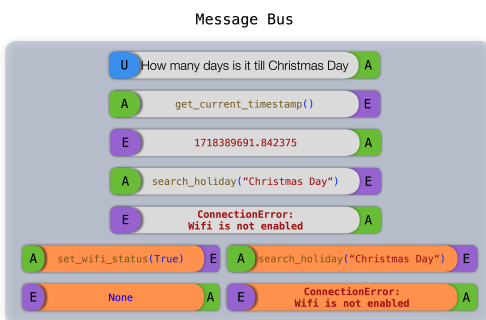 Message Bus
U How many days is it till Christmas Day A
A get_current_timestamp() E
E 1718389691.842375 A
A search_holiday(“Christmas Day“) E
E ConnectionError: A
Wifi is not enabled
A set_wifi_status(True) E A search_holiday(“Christmas Day“) E
E None A E ConnectionError: A
Wifi is not enabled